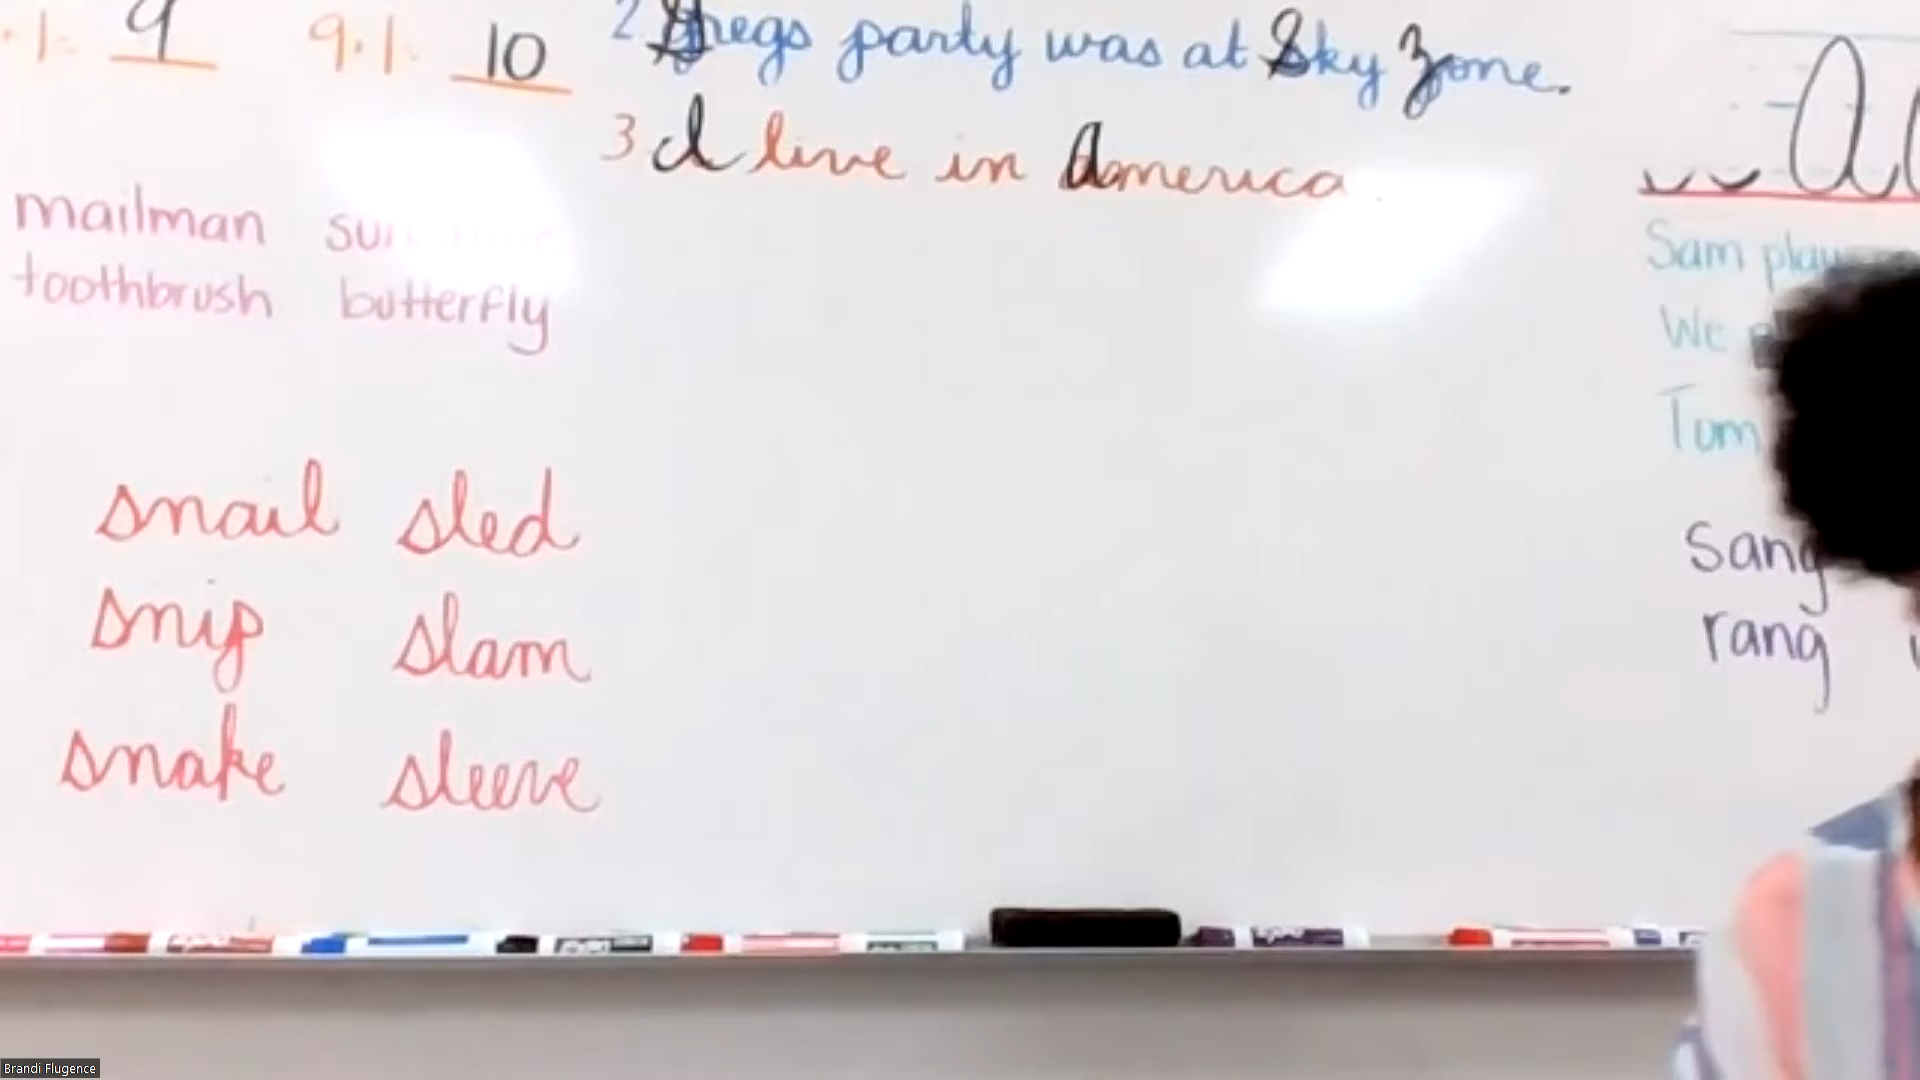 9 9+1= 10
2. Gregs party was at Sky Zone.
3 I live in America.
mailman
toothbrush butterfly
snail sled
snip slam
snake sleeve
Sam
We
Tom
Sang
rang
expo
Brandi Flugence